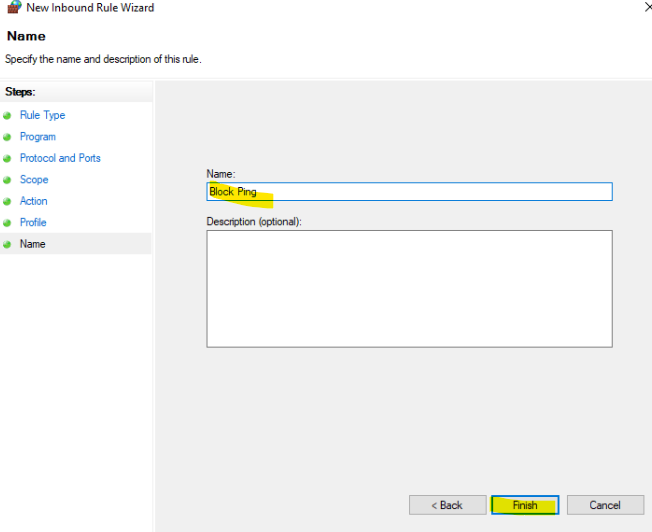 New Inbound Rule Wizard
Name
Specify the name and description of this rule.
Steps:
Rule Type
Program
Protocol and Ports
Scope
Action
Profile
Name
Name:
Block Ping
Description (optional):
< Back
Finish
Cancel